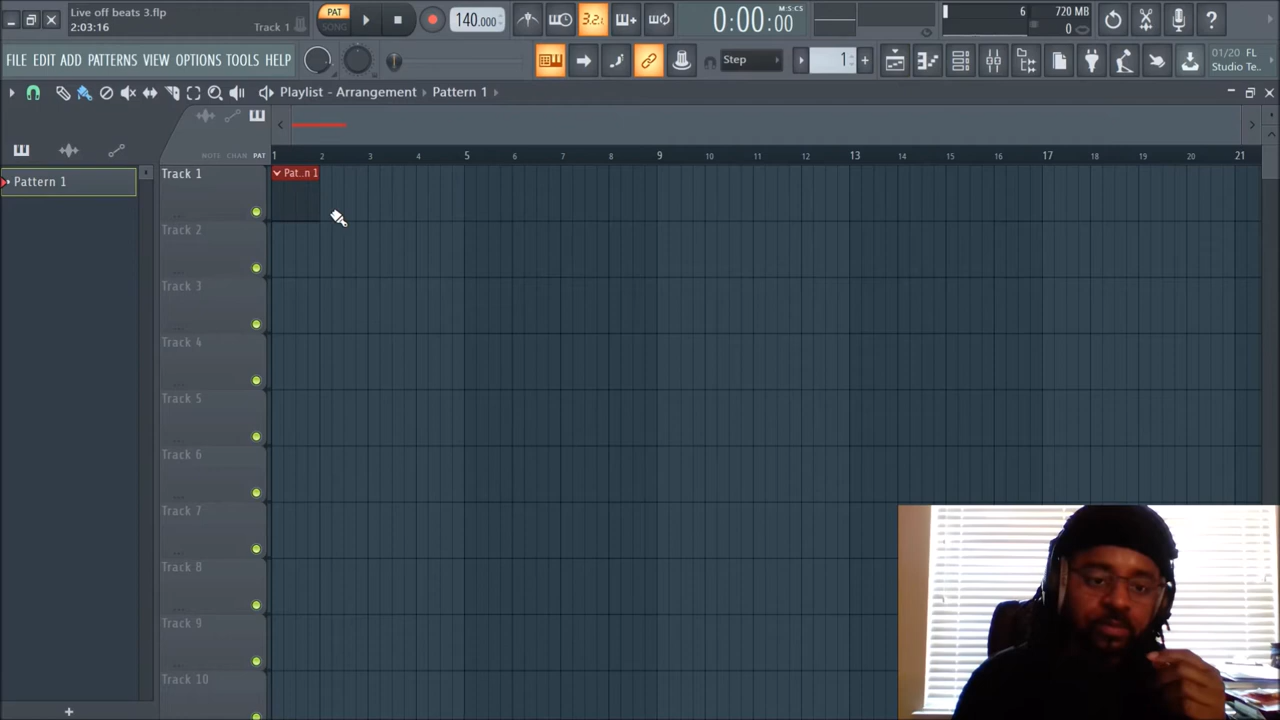 Live off beats 3.flp
2:03:16
Track 1
PAT
SONG
140.000
3.2.
0:00:00
M:S:CS
6
720 MB
0
FILE EDIT ADD PATTERNS VIEW OPTIONS TOOLS HELP
Step
1
01/20 FL
Studio Te..
Playlist - Arrangement
Pattern 1
NOTE CHAN PAT
1 2 3 4 5 6 7 8 9 10 11 12 13 14 15 16 17 18 19 20 21
Pattern 1
Track 1
Pat..n 1
Track 2
Track 3
Track 4
Track 5
Track 6
Track 7
Track 8
Track 9
Track 10